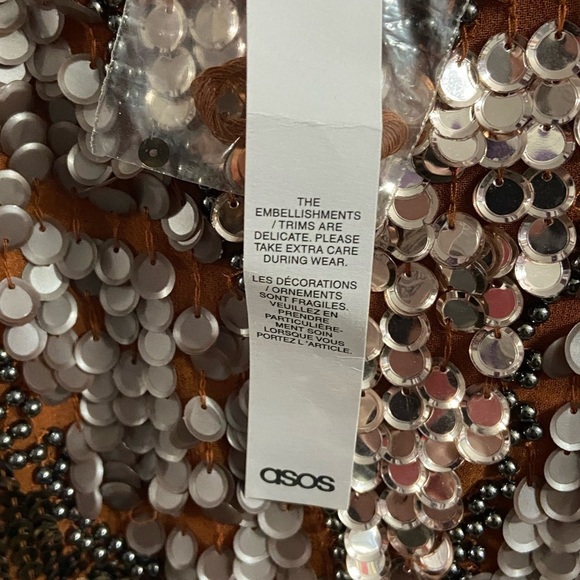 THE
EMBELLISHMENTS
/ TRIMS ARE
DELICATE. PLEASE
TAKE EXTRA CARE
DURING WEAR.
LES DÉCORATIONS
/ ORNEMENTS
SONT FRAGILES.
VEUILLEZ EN
PRENDRE
PARTICULIÈRE-
MENT SOIN
LORSQUE VOUS
PORTEZ L'ARTICLE.
asos